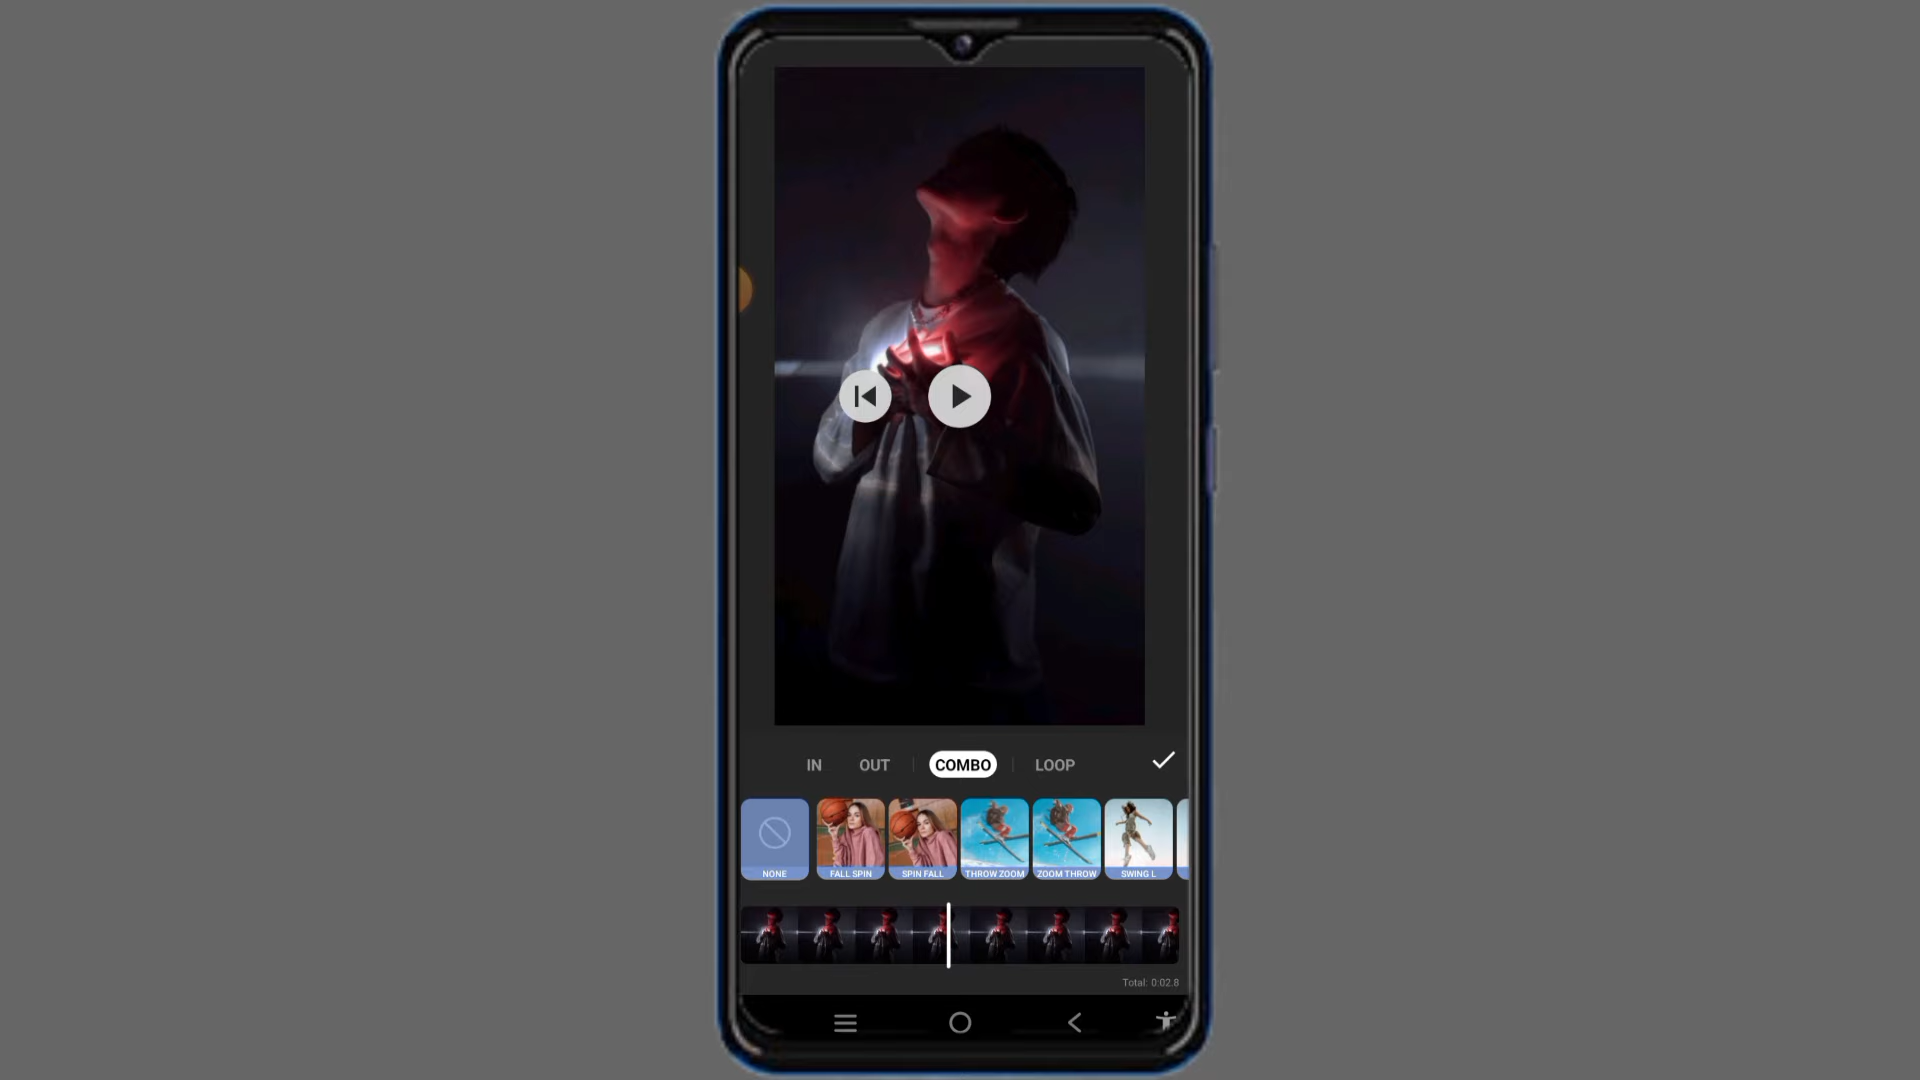 IN OUT COMBO LOOP
NONE FALL SPIN SPIN FALL THROW ZOOM ZOOM THROW SWING L
Total: 0:02.8